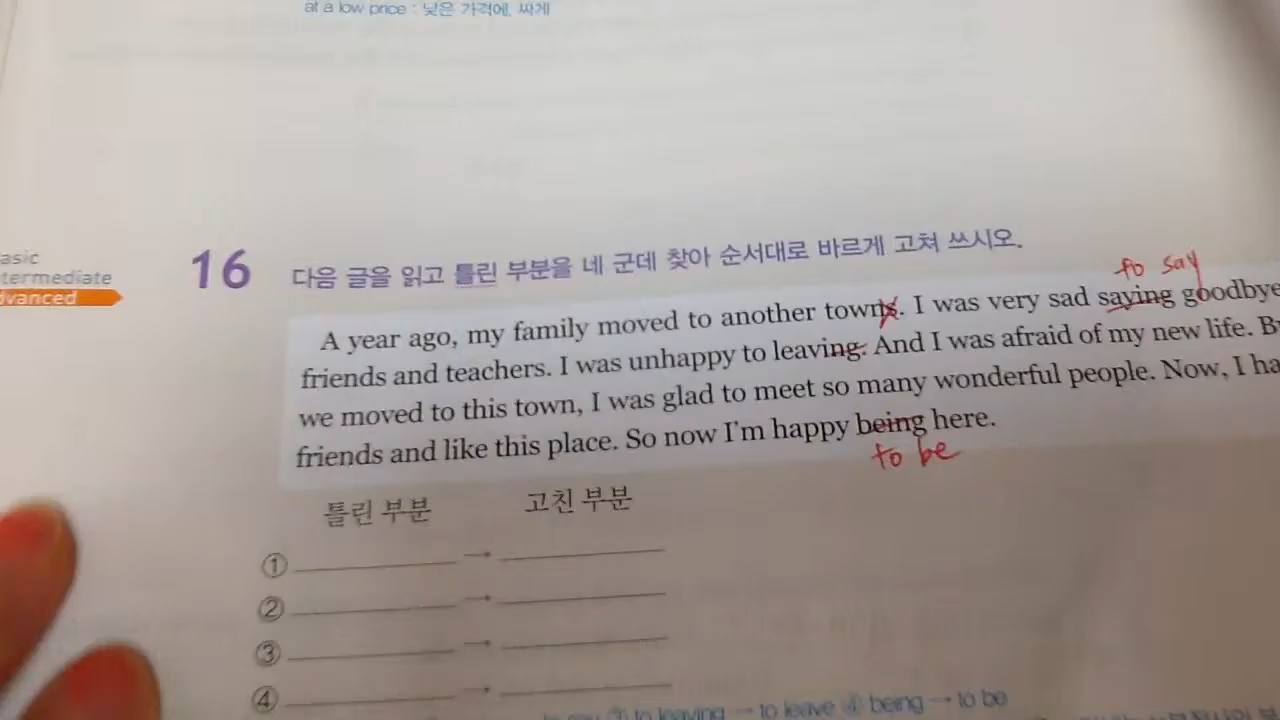 at a low price : 낮은 가격에, 싸게
asic
termediate
dvanced
16 다음 글을 읽고 틀린 부분을 네 군데 찾아 순서대로 바르게 고쳐 쓰시오.
to say
A year ago, my family moved to another towns. I was very sad saying goodbye
friends and teachers. I was unhappy to leaving. And I was afraid of my new life. B
we moved to this town, I was glad to meet so many wonderful people. Now, I ha
friends and like this place. So now I'm happy being here.
to be
틀린 부분 고친 부분
① →
② →
③ →
④ →
③ to leaving → to leave ④ being → to be